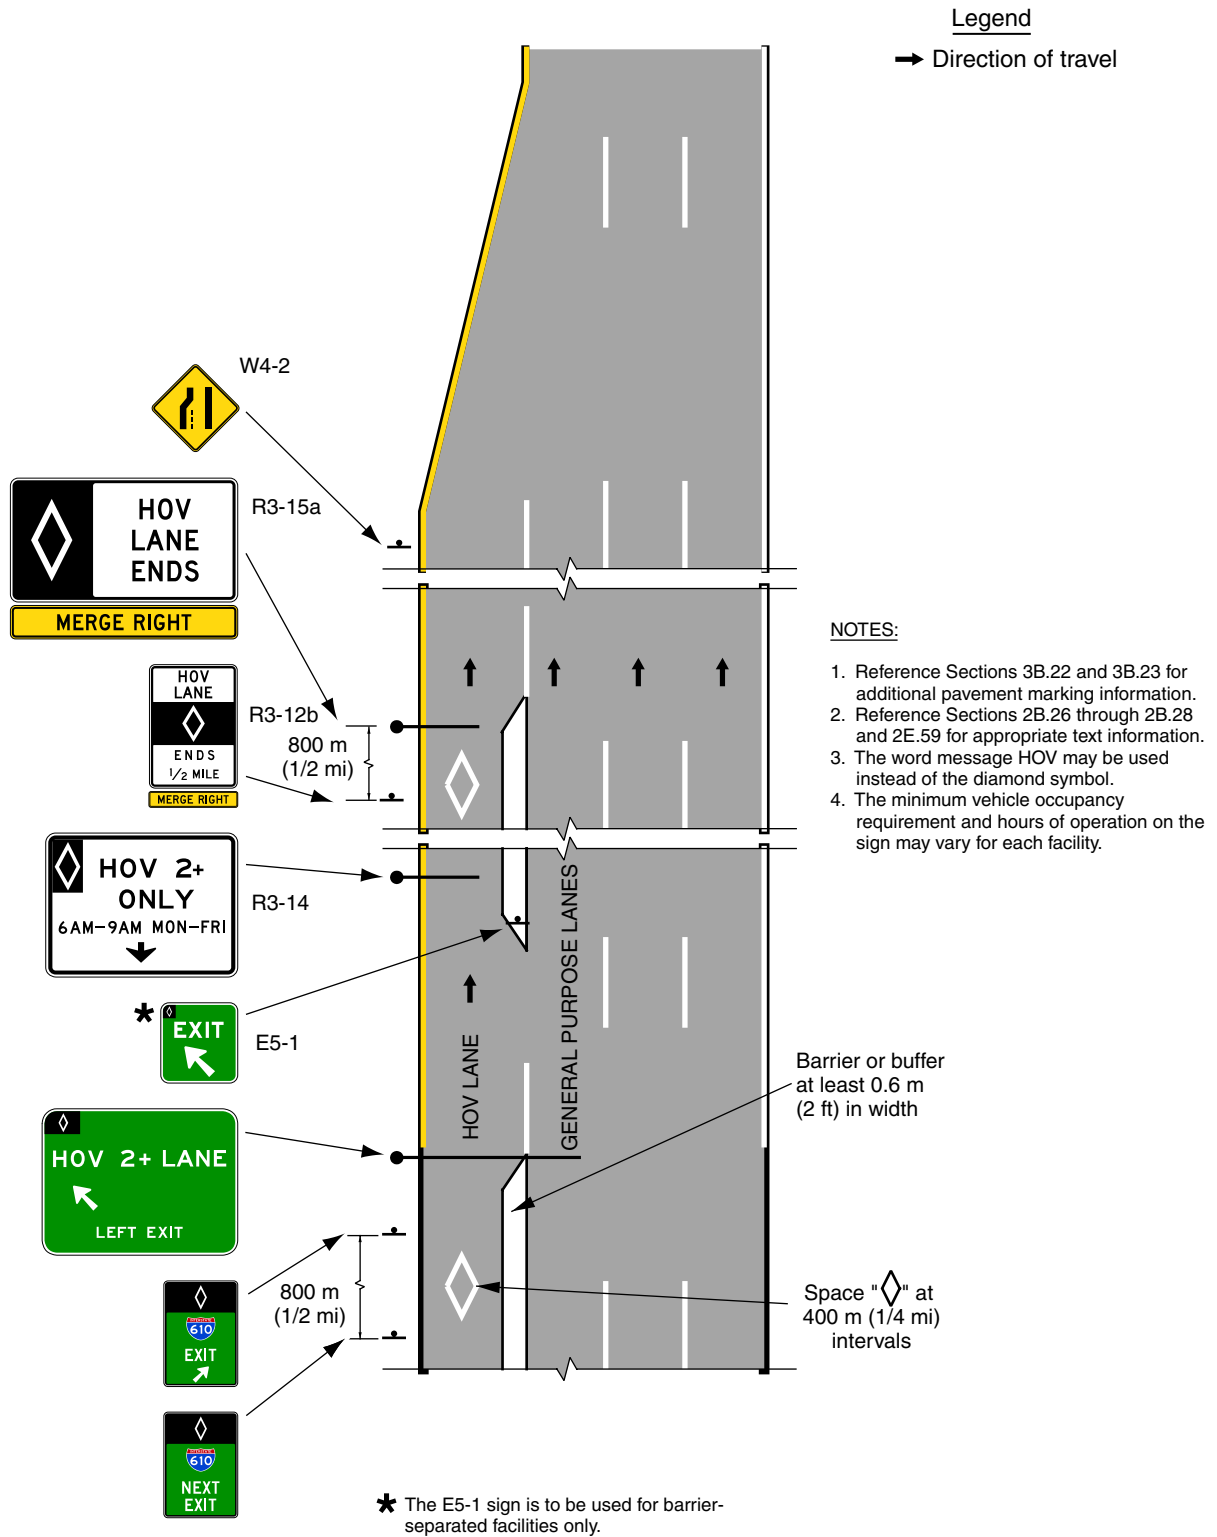 Legend
Direction of travel
W4-2
HOV
LANE
ENDS
R3-15a
MERGE RIGHT
HOV
LANE
ENDS
1/2 MILE
MERGE RIGHT
R3-12b
800 m
(1/2 mi)
NOTES:
1. Reference Sections 3B.22 and 3B.23 for
additional pavement marking information.
2. Reference Sections 2B.26 through 2B.28
and 2E.59 for appropriate text information.
3. The word message HOV may be used
instead of the diamond symbol.
4. The minimum vehicle occupancy
requirement and hours of operation on the
sign may vary for each facility.
HOV 2+
ONLY
6AM–9AM MON–FRI
R3-14
* EXIT
E5-1
HOV LANE
GENERAL PURPOSE LANES
Barrier or buffer
at least 0.6 m
(2 ft) in width
HOV 2+ LANE
LEFT EXIT
INTERSTATE
610
EXIT
800 m
(1/2 mi)
Space "◊" at
400 m (1/4 mi)
intervals
INTERSTATE
610
NEXT
EXIT
* The E5-1 sign is to be used for barrier-
separated facilities only.